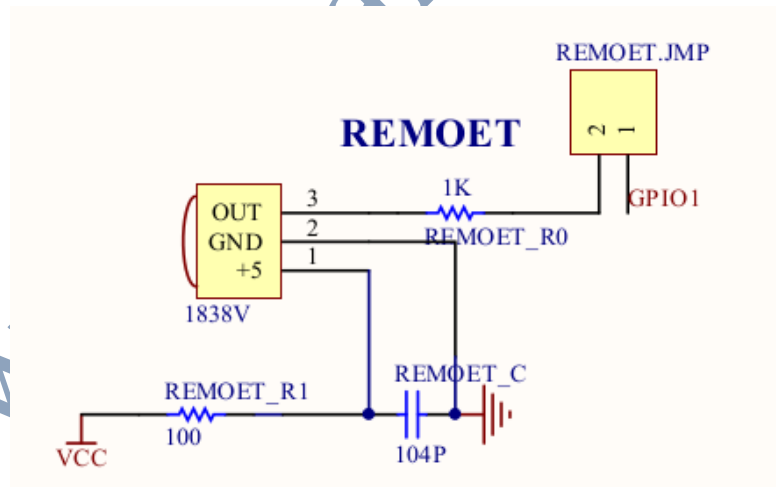 REMOET.JMP
REMOET
2 1
GPIO1
1K
REMOET_R0
OUT 3
GND 2
+5 1
1838V
REMOET_C
REMOET_R1
100
104P
VCC